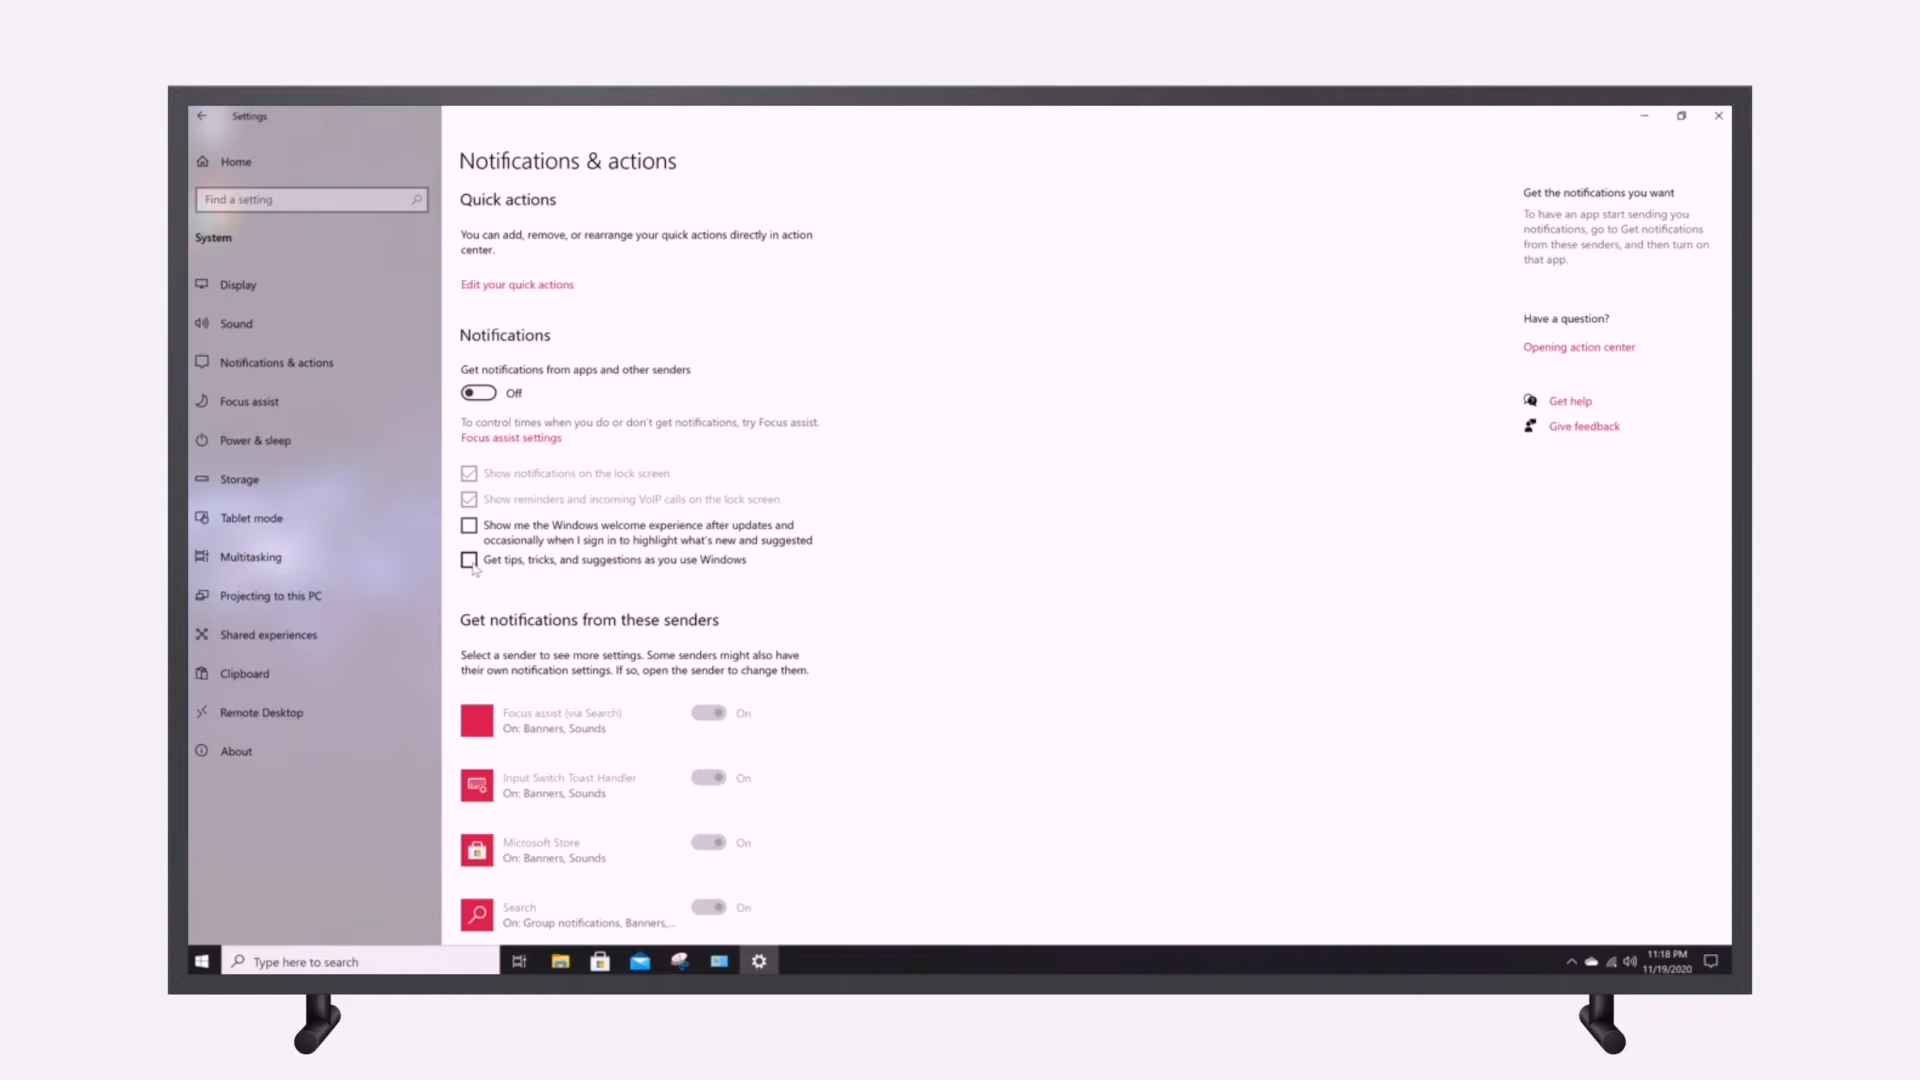 Settings
Home
Find a setting
System
Display
Sound
Notifications & actions
Focus assist
Power & sleep
Storage
Tablet mode
Multitasking
Projecting to this PC
Shared experiences
Clipboard
Remote Desktop
About
Notifications & actions
Quick actions
You can add, remove, or rearrange your quick actions directly in action
center.
Edit your quick actions
Notifications
Get notifications from apps and other senders
Off
To control times when you do or don't get notifications, try Focus assist.
Focus assist settings
Show notifications on the lock screen
Show reminders and incoming VoIP calls on the lock screen
Show me the Windows welcome experience after updates and
occasionally when I sign in to highlight what's new and suggested
Get tips, tricks, and suggestions as you use Windows
Get notifications from these senders
Select a sender to see more settings. Some senders might also have
their own notification settings. If so, open the sender to change them.
Focus assist (via Search) On
On: Banners, Sounds
Input Switch Toast Handler On
On: Banners, Sounds
Microsoft Store On
On: Banners, Sounds
Search On
On: Group notifications, Banners,...
Get the notifications you want
To have an app start sending you
notifications, go to Get notifications
from these senders, and then turn on
that app.
Have a question?
Opening action center
Get help
Give feedback
Type here to search
11:18 PM
11/19/2020